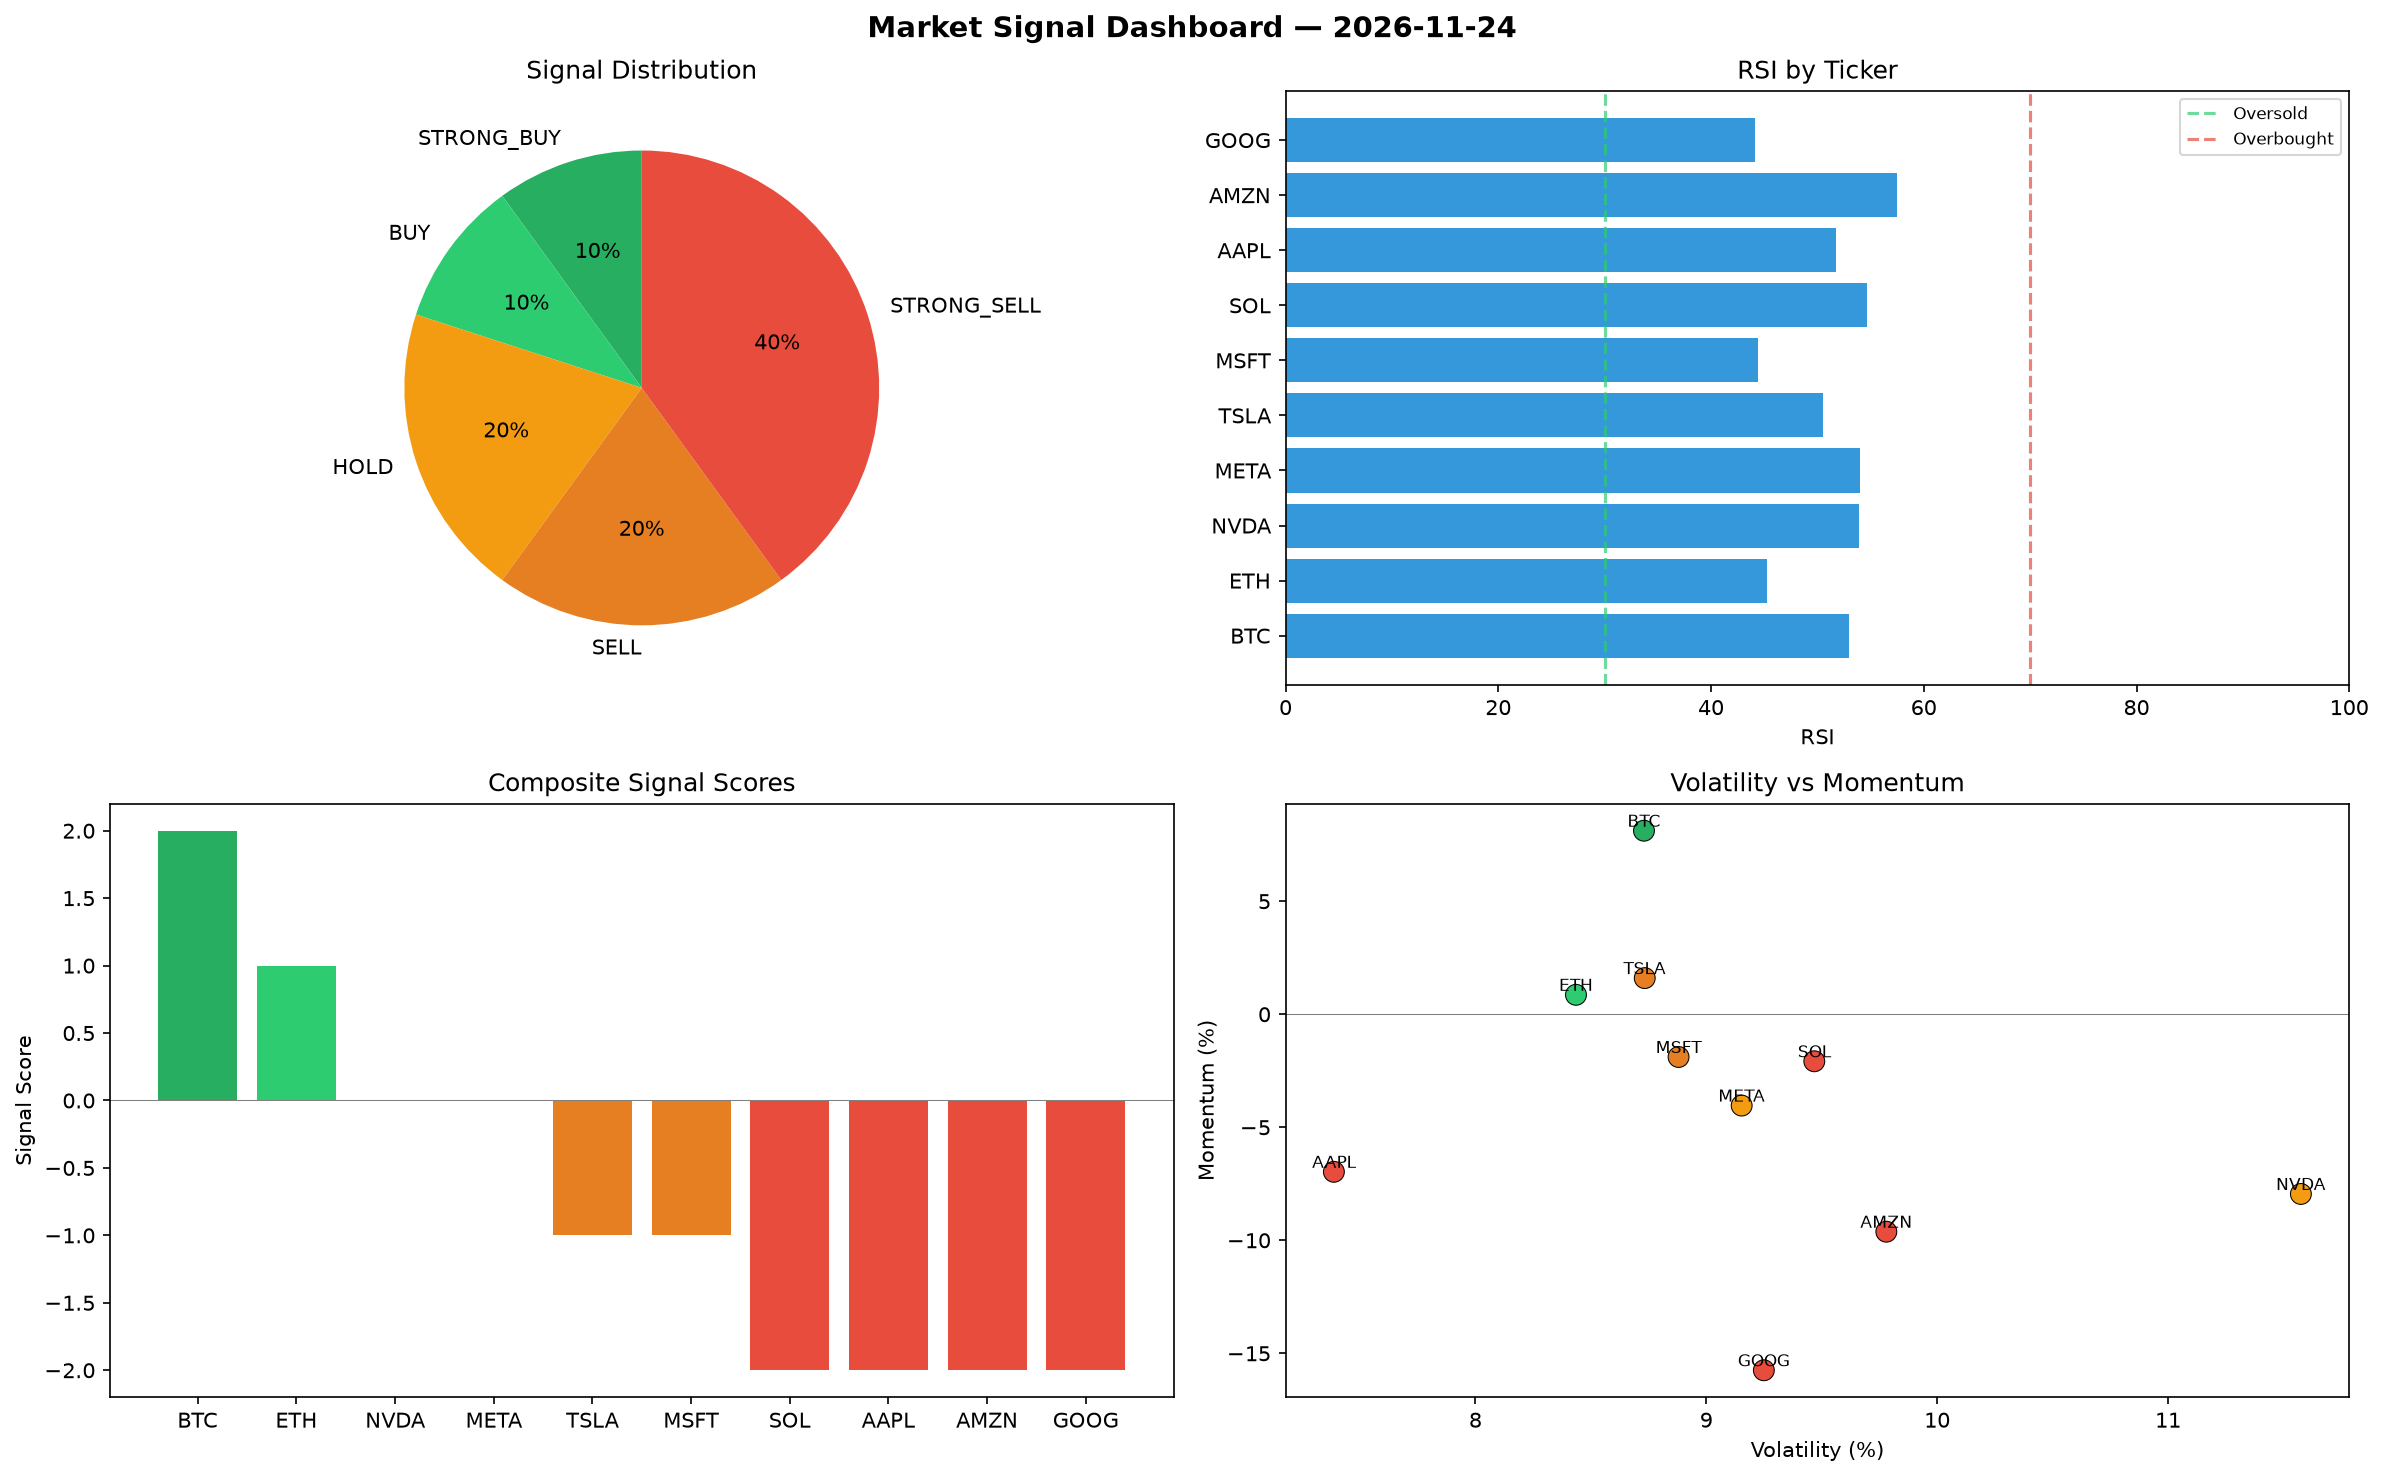 Market Signal Dashboard — 2026-11-24
Signal Distribution
STRONG_BUY
BUY
HOLD
SELL
STRONG_SELL
10%
10%
20%
20%
40%
RSI by Ticker
Oversold
Overbought
GOOG
AMZN
AAPL
SOL
MSFT
TSLA
META
NVDA
ETH
BTC
0 20 40 60 80 100
RSI
Composite Signal Scores
Signal Score
2.0
1.5
1.0
0.5
0.0
−0.5
−1.0
−1.5
−2.0
BTC ETH NVDA META TSLA MSFT SOL AAPL AMZN GOOG
Volatility vs Momentum
Momentum (%)
5
0
−5
−10
−15
BTC
TSLA
ETH
MSFT
SOL
META
AAPL
NVDA
AMZN
GOOG
8 9 10 11
Volatility (%)